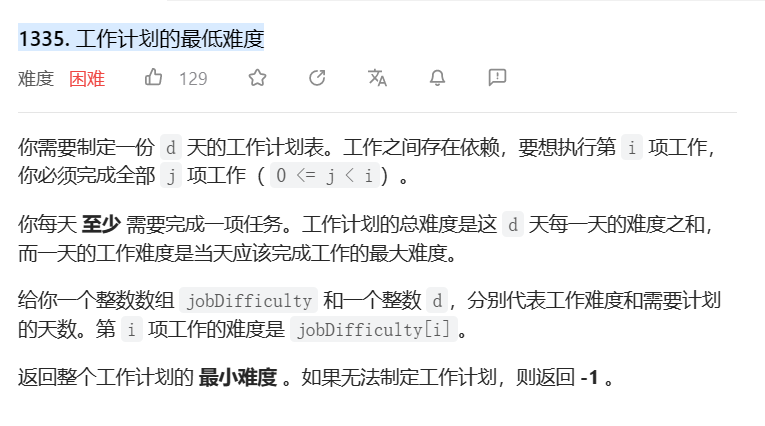 1335. 工作计划的最低难度
难度 困难 129
你需要制定一份 d 天的工作计划表。工作之间存在依赖，要想执行第 i 项工作，
你必须完成全部 j 项工作（ 0 <= j < i）。
你每天 至少 需要完成一项任务。工作计划的总难度是这 d 天每一天的难度之和，
而一天的工作难度是当天应该完成工作的最大难度。
给你一个整数数组 jobDifficulty 和一个整数 d，分别代表工作难度和需要计划
的天数。第 i 项工作的难度是 jobDifficulty[i]。
返回整个工作计划的 最小难度 。如果无法制定工作计划，则返回 -1 。